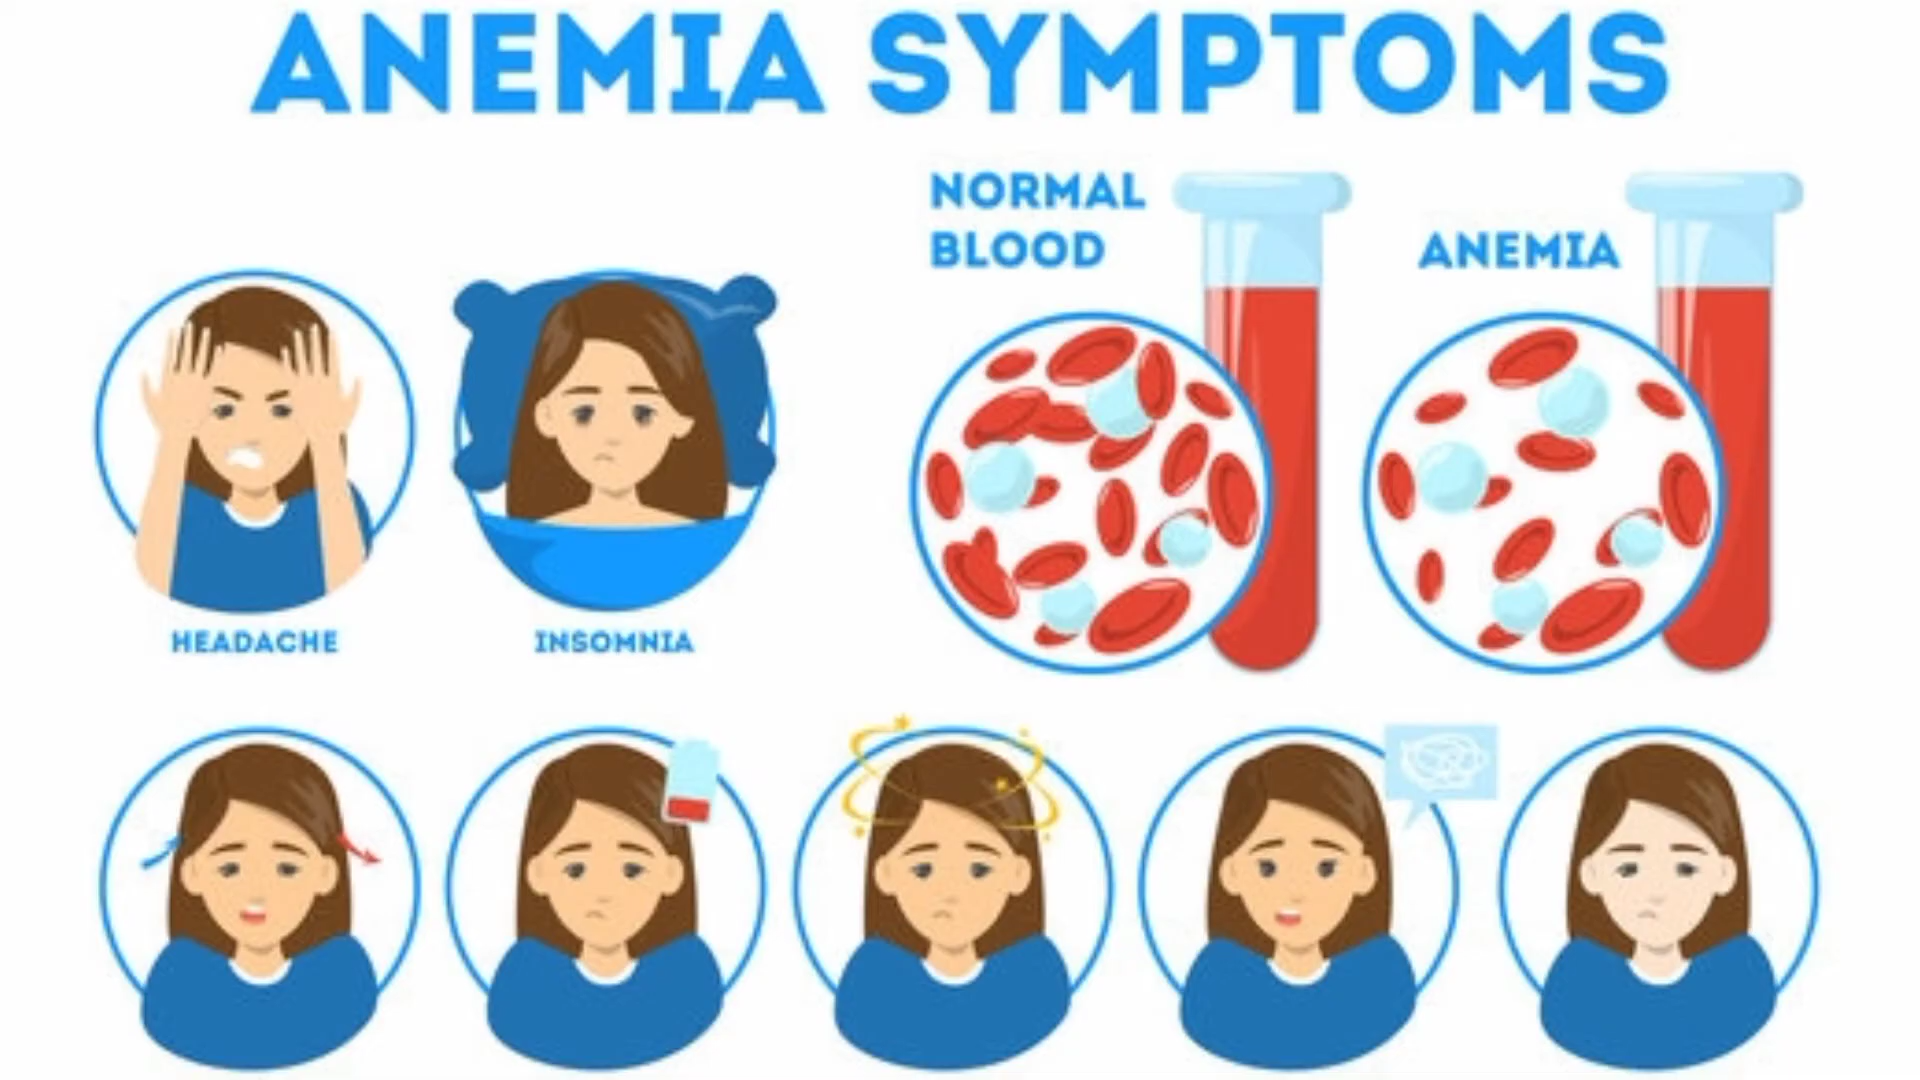 ANEMIA SYMPTOMS
NORMAL
BLOOD
ANEMIA
HEADACHE
INSOMNIA